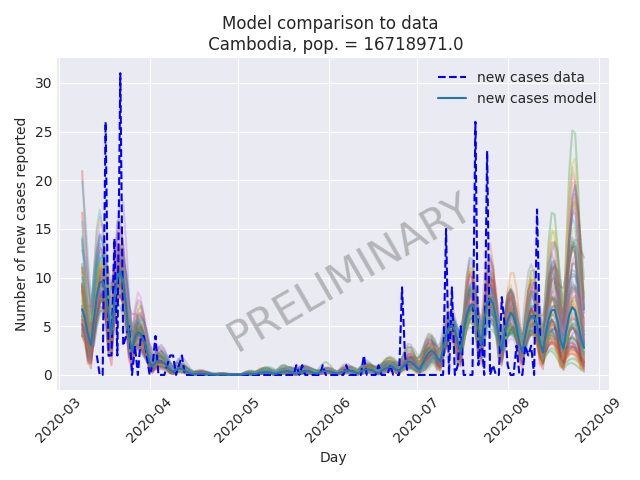 Model comparison to data
Cambodia, pop. = 16718971.0
new cases data
new cases model
PRELIMINARY
Number of new cases reported
30
25
20
15
10
5
0
2020-03
2020-04
2020-05
2020-06
2020-07
2020-08
2020-09
Day